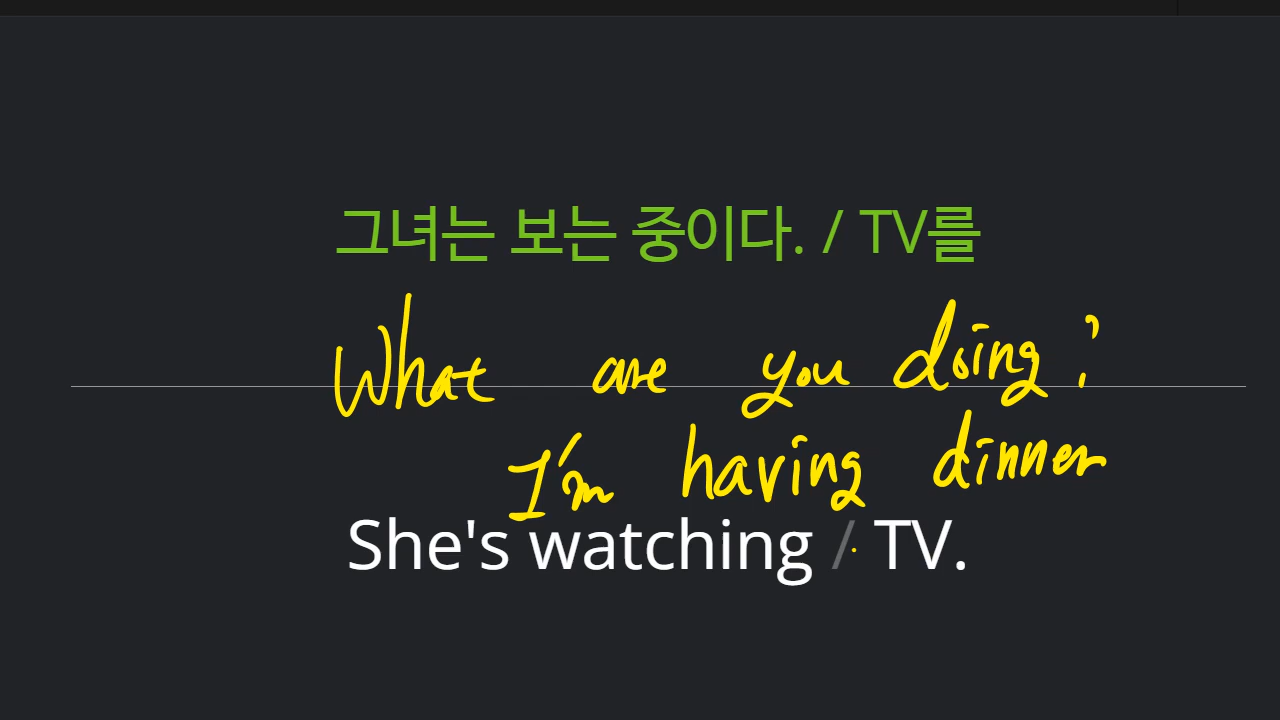 그녀는 보는 중이다. / TV를
What are you doing?
I'm having dinner
She's watching / TV.